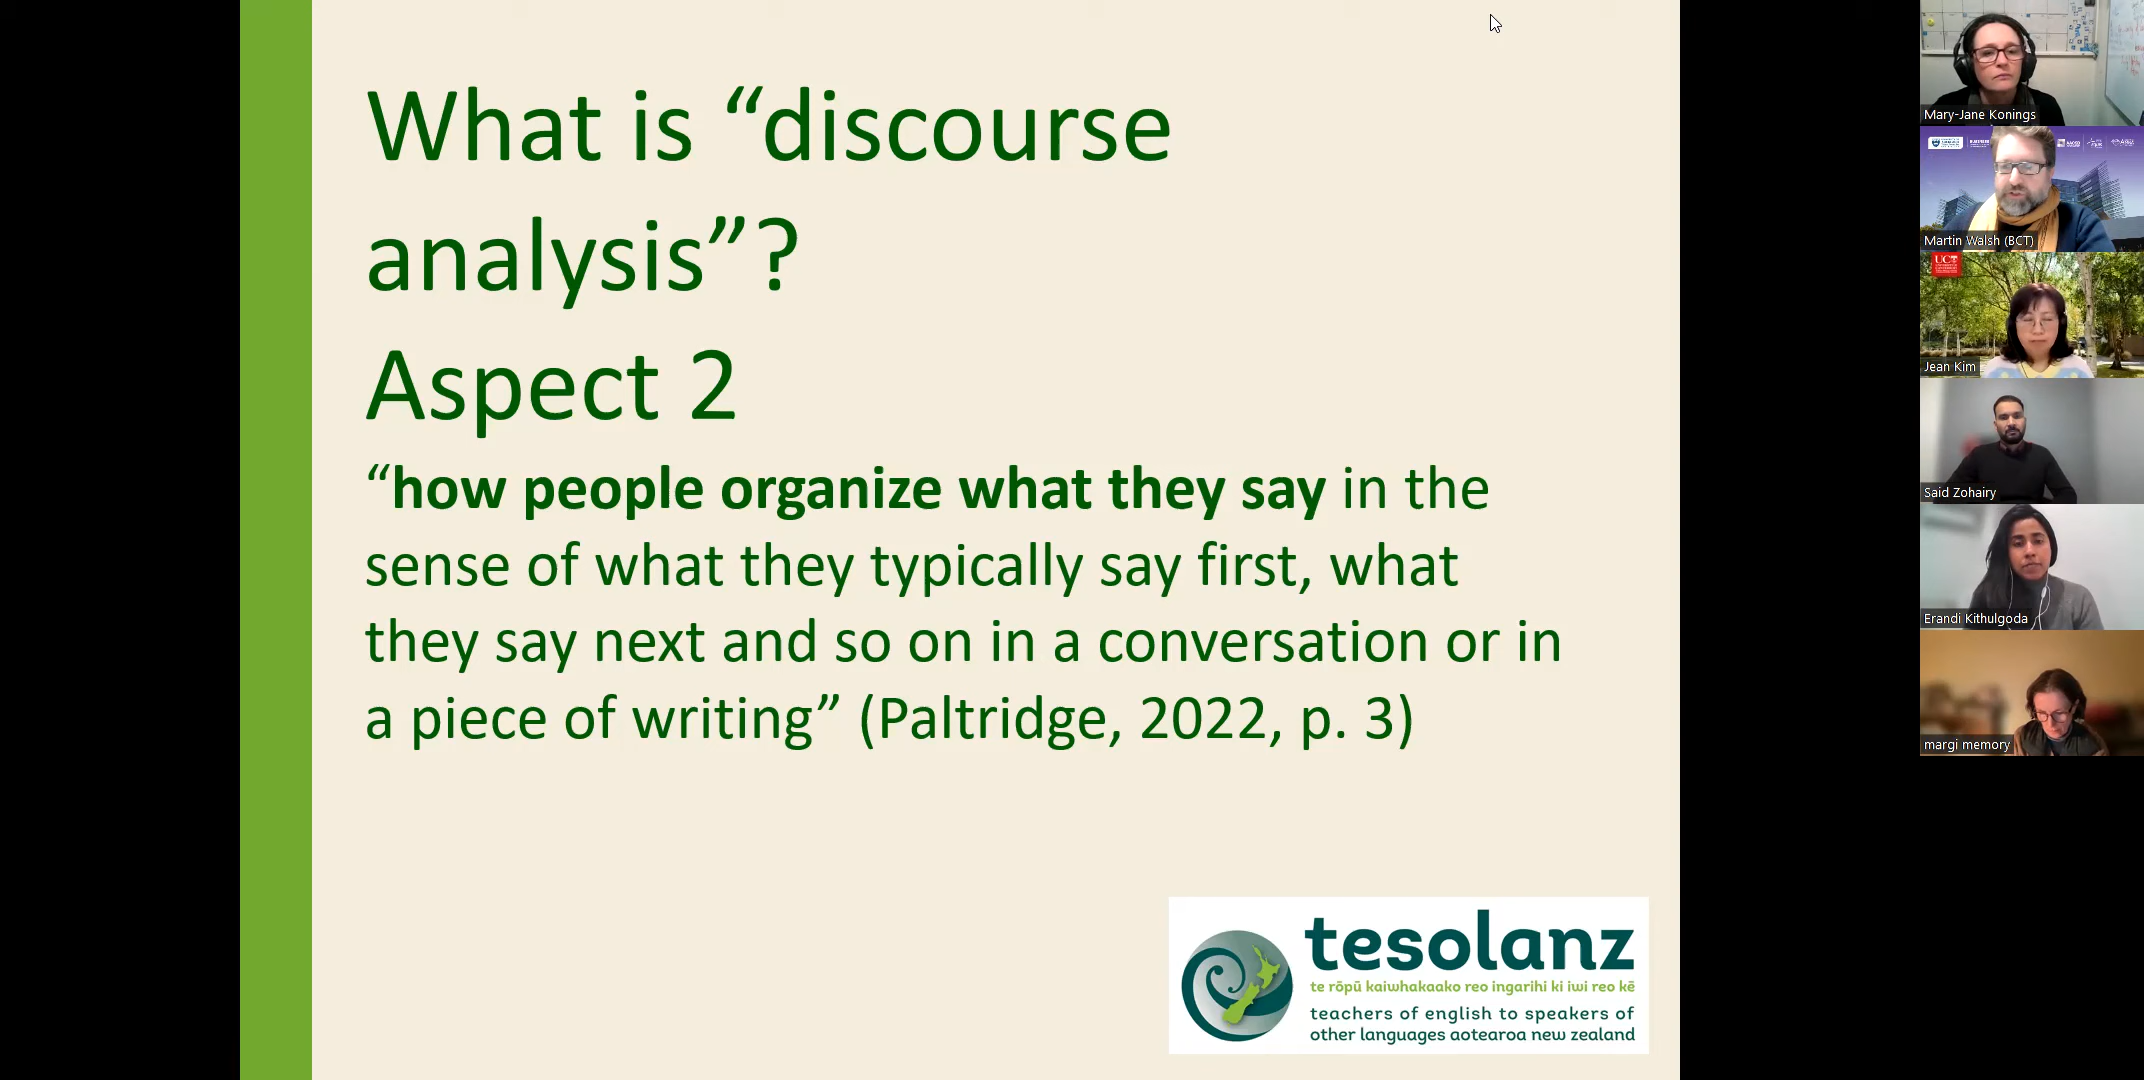 What is “discourse
analysis”?
Aspect 2
“how people organize what they say in the
sense of what they typically say first, what
they say next and so on in a conversation or in
a piece of writing” (Paltridge, 2022, p. 3)
tesolanz
te rōpū kaiwhakaako reo ingarihi ki iwi reo kē
teachers of english to speakers of
other languages aotearoa new zealand
Mary-Jane Konings
Martin Walsh (BCT)
UC
Jean Kim
Said Zohairy
Erandi Kithulgoda
margi memory